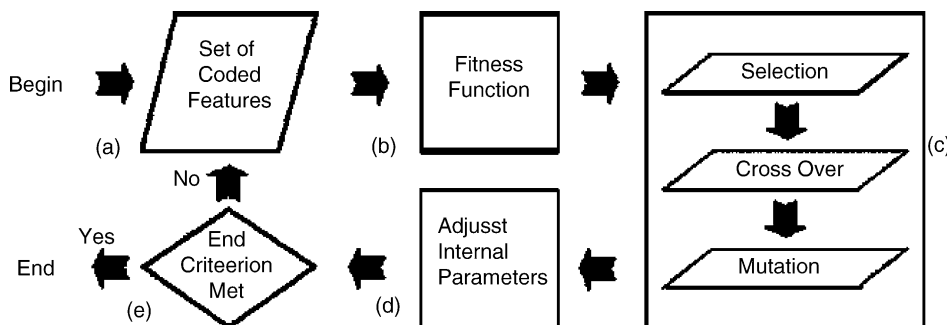 Begin
(a)
Set of
Coded
Features
(b)
Fitness
Function
Selection
Cross Over
Mutation
(c)
Adjusst
Internal
Parameters
(d)
End
Criteerion
Met
(e)
No
Yes
End